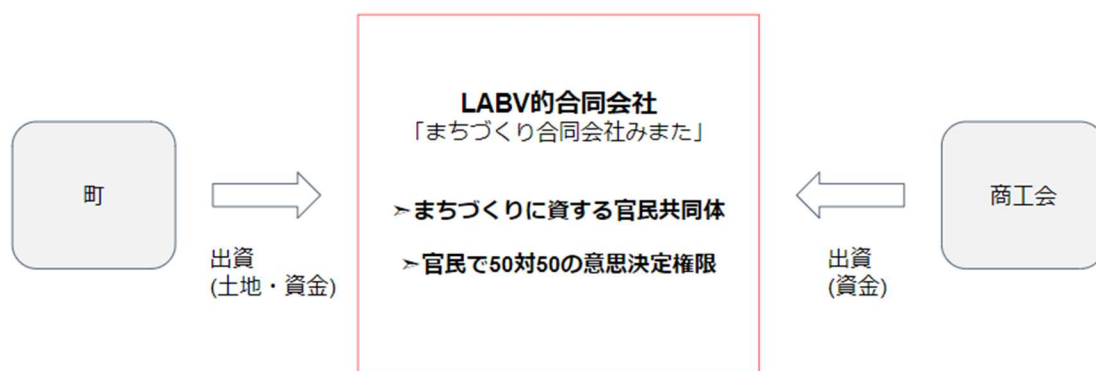 LABV的合同会社
「まちづくり合同会社みまた」
町
商工会
➣まちづくりに資する官民共同体
➣官民で50対50の意思決定権限
出資
(土地・資金)
出資
(資金)